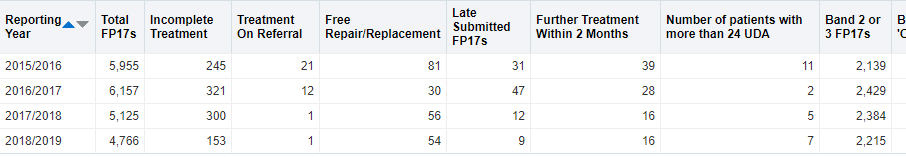 Reporting Year Total FP17s Incomplete Treatment Treatment On Referral Free Repair/Replacement Late Submitted FP17s Further Treatment Within 2 Months Number of patients with more than 24 UDA Band 2 or 3 FP17s B 'C
2015/2016 5,955 245 21 81 31 39 11 2,139
2016/2017 6,157 321 12 30 47 28 2 2,429
2017/2018 5,125 300 1 56 12 16 5 2,384
2018/2019 4,766 153 1 54 9 16 7 2,215